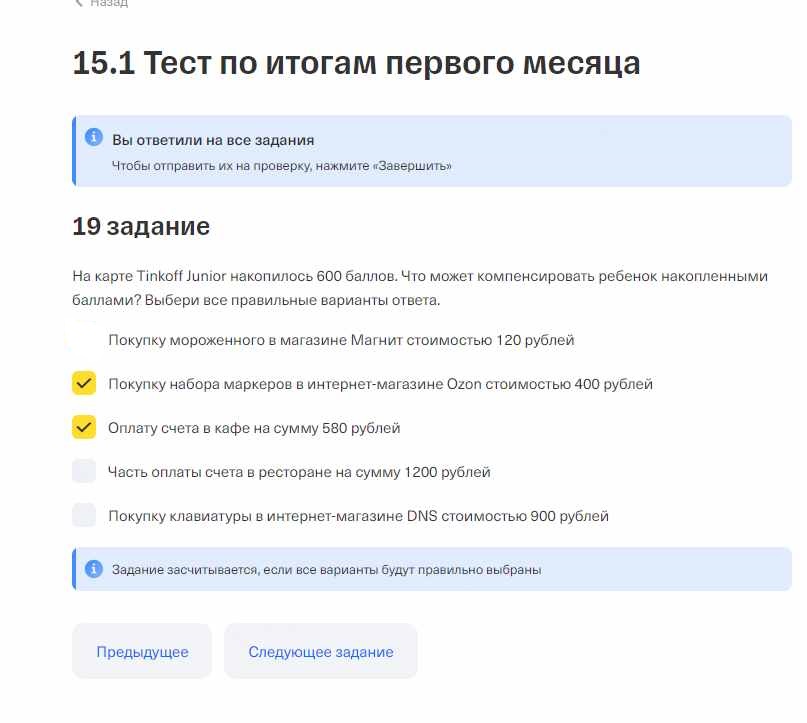 Назад
15.1 Тест по итогам первого месяца
Вы ответили на все задания
Чтобы отправить их на проверку, нажмите «Завершить»
19 задание
На карте Tinkoff Junior накопилось 600 баллов. Что может компенсировать ребенок накопленными
баллами? Выбери все правильные варианты ответа.
Покупку мороженного в магазине Магнит стоимостью 120 рублей
Покупку набора маркеров в интернет-магазине Ozon стоимостью 400 рублей
Оплату счета в кафе на сумму 580 рублей
Часть оплаты счета в ресторане на сумму 1200 рублей
Покупку клавиатуры в интернет-магазине DNS стоимостью 900 рублей
Задание засчитывается, если все варианты будут правильно выбраны
Предыдущее
Следующее задание